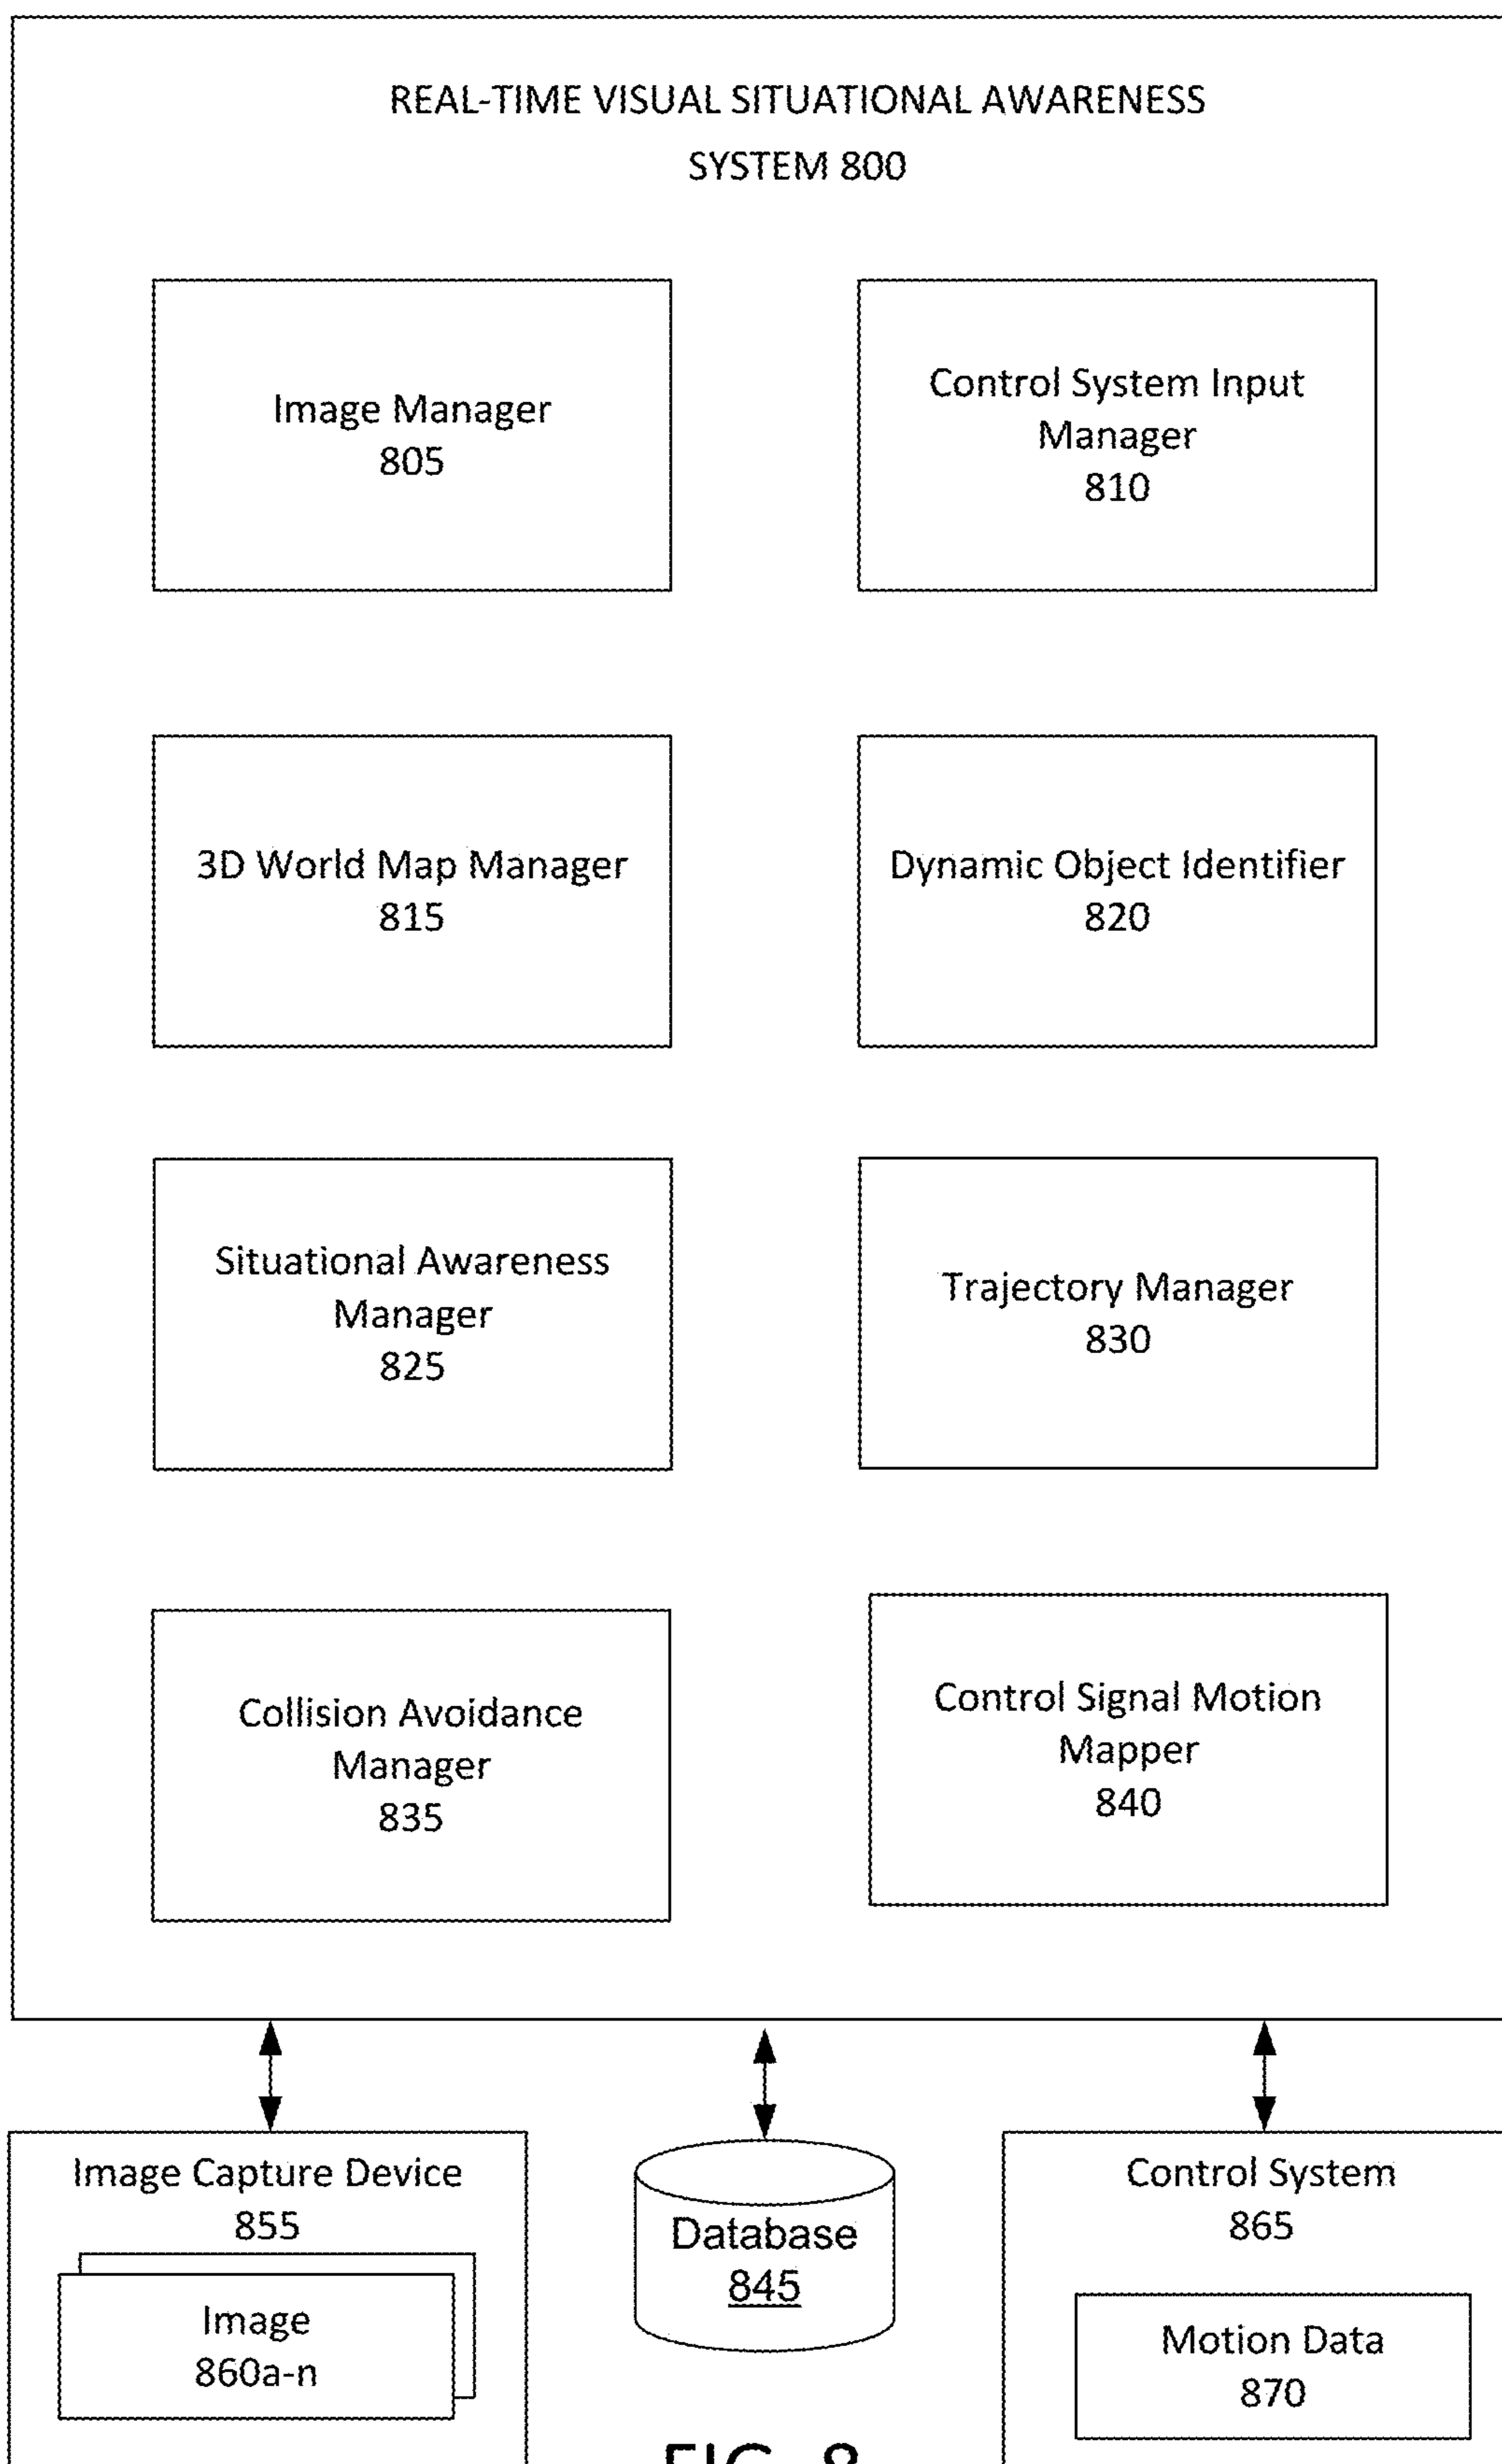 REAL-TIME VISUAL SITUATIONAL AWARENESS
SYSTEM 800
Image Manager
805
Control System Input
Manager
810
3D World Map Manager
815
Dynamic Object Identifier
820
Situational Awareness
Manager
825
Trajectory Manager
830
Collision Avoidance
Manager
835
Control Signal Motion
Mapper
840
Image Capture Device
855
Image
860a-n
Database
845
Control System
865
Motion Data
870
FIG. 8